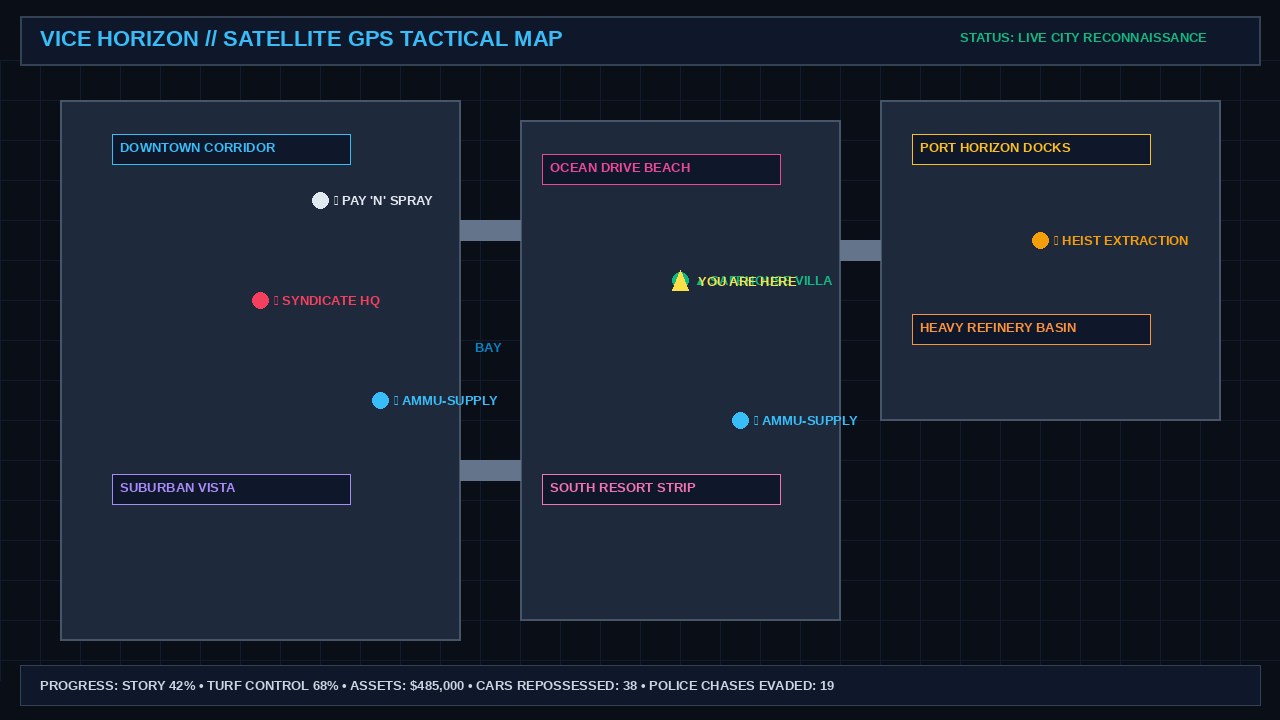 VICE HORIZON // SATELLITE GPS TACTICAL MAP
STATUS: LIVE CITY RECONNAISSANCE
DOWNTOWN CORRIDOR
PORT HORIZON DOCKS
OCEAN DRIVE BEACH
PAY 'N' SPRAY
HEIST EXTRACTION
YOU ARE HERE
VILLA
SYNDICATE HQ
HEAVY REFINERY BASIN
BAY
AMMU-SUPPLY
AMMU-SUPPLY
SUBURBAN VISTA
SOUTH RESORT STRIP
PROGRESS: STORY 42% • TURF CONTROL 68% • ASSETS: $485,000 • CARS REPOSSESSED: 38 • POLICE CHASES EVADED: 19